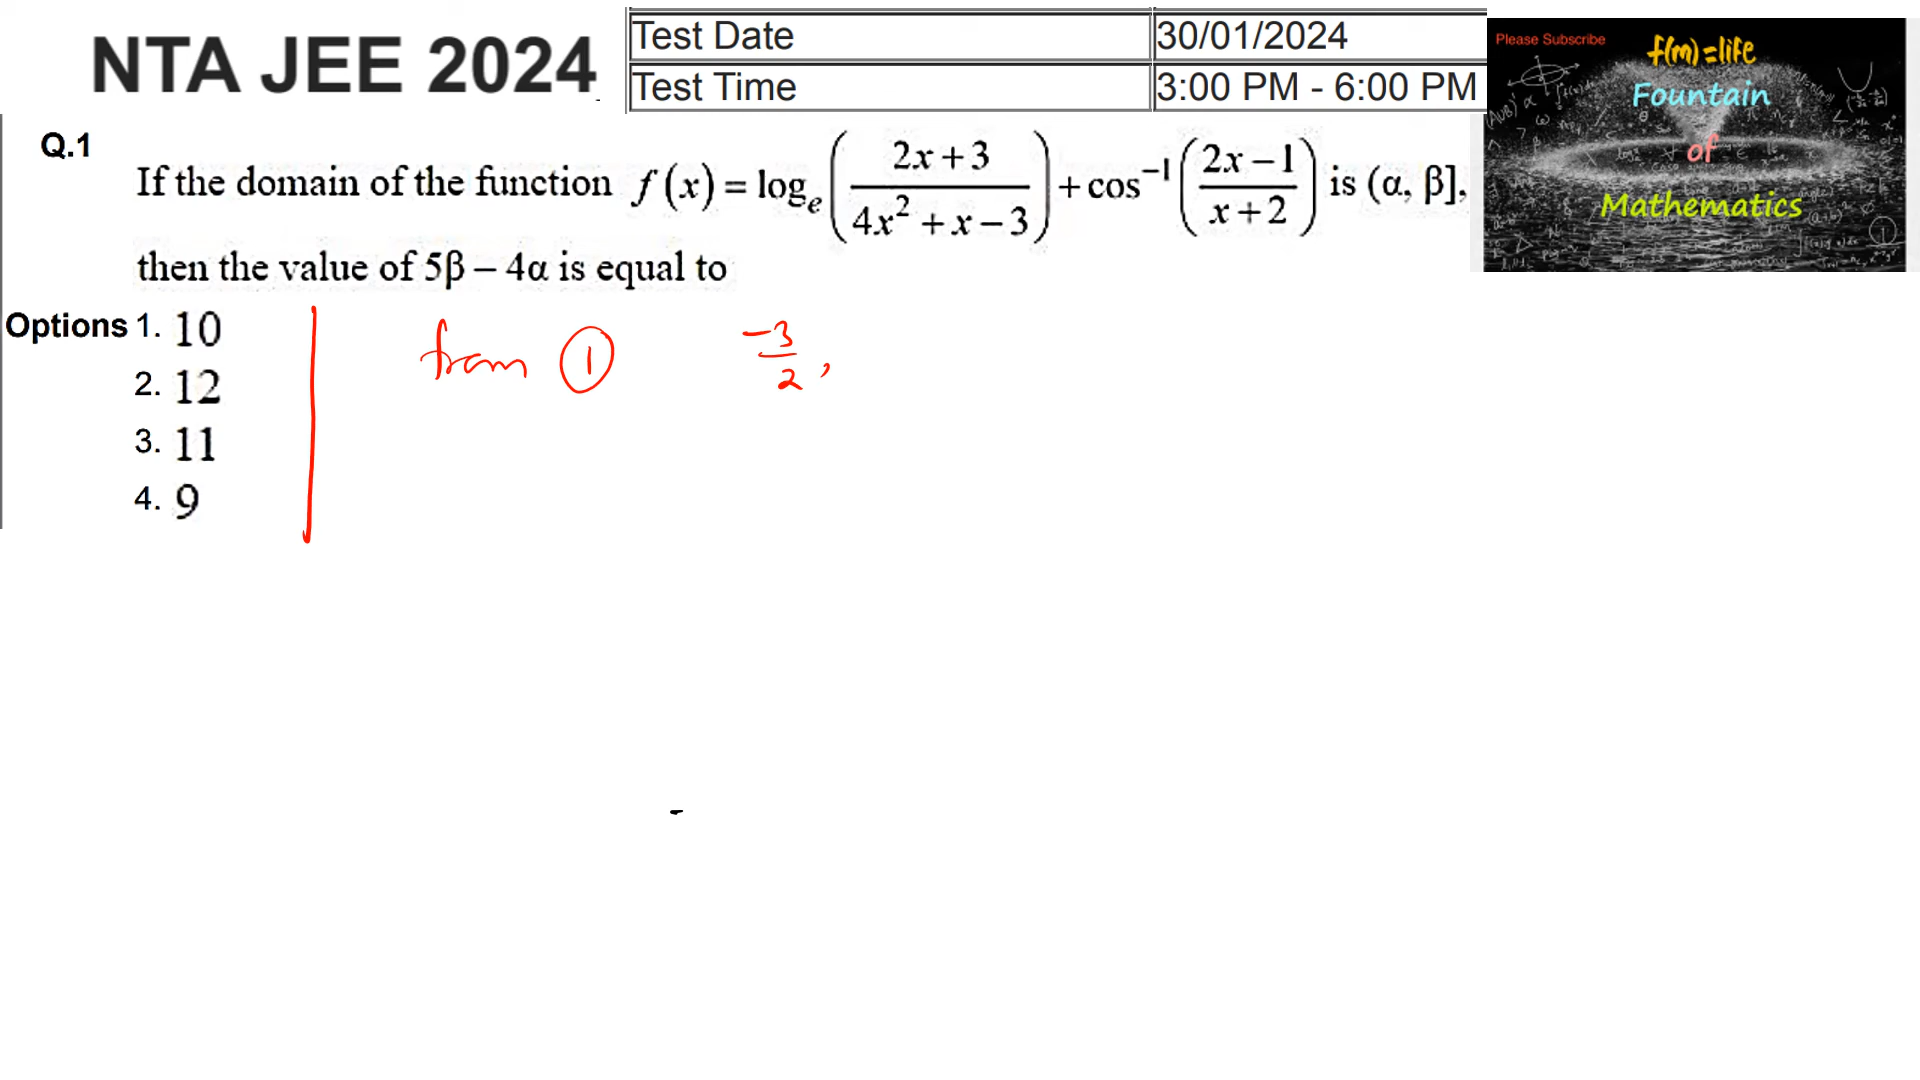 NTA JEE 2024
Test Date 30/01/2024
Test Time 3:00 PM - 6:00 PM
Please Subscribe
f(m)=life
Fountain
of
Mathematics
Q.1
If the domain of the function f(x) = logₑ((2x+3)/(4x²+x−3)) + cos⁻¹((2x−1)/(x+2)) is (α, β],
then the value of 5β – 4α is equal to
Options 1. 10
2. 12
3. 11
4. 9
from ① -3/2 ,